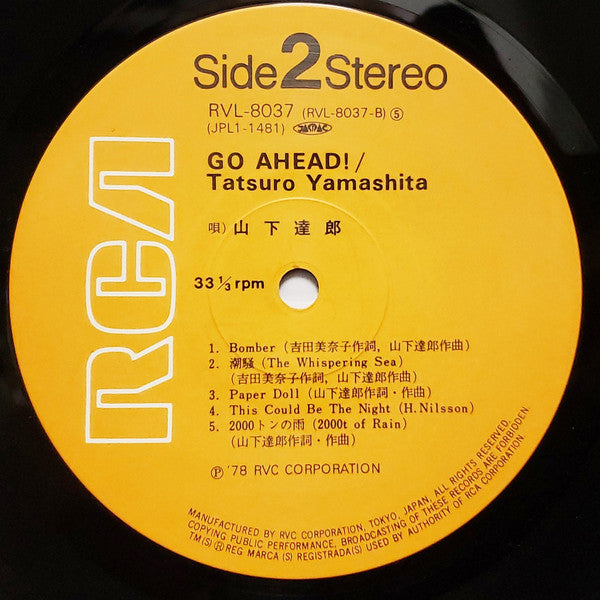 Side 2 Stereo
RVL-8037 (RVL-8037-B) ⑤
(JPL1-1481) JASRAC
GO AHEAD! /
Tatsuro Yamashita
唄) 山下達郎
33 1/3 rpm
RCA
1. Bomber (吉田美奈子作詞, 山下達郎作曲)
2. 潮騒 (The Whispering Sea)
(吉田美奈子作詞, 山下達郎作曲)
3. Paper Doll (山下達郎作詞・作曲)
4. This Could Be The Night (H. Nilsson)
5. 2000トンの雨 (2000t of Rain)
(山下達郎作詞・作曲)
Ⓟ '78 RVC CORPORATION
MANUFACTURED BY RVC CORPORATION, TOKYO, JAPAN, ALL RIGHTS RESERVED.
COPYING PUBLIC PERFORMANCE, BROADCASTING OF THESE RECORDS ARE FORBIDDEN
TM(S) ® REG MARCA (S) REGISTRADA(S) USED BY AUTHORITY OF RCA CORPORATION.